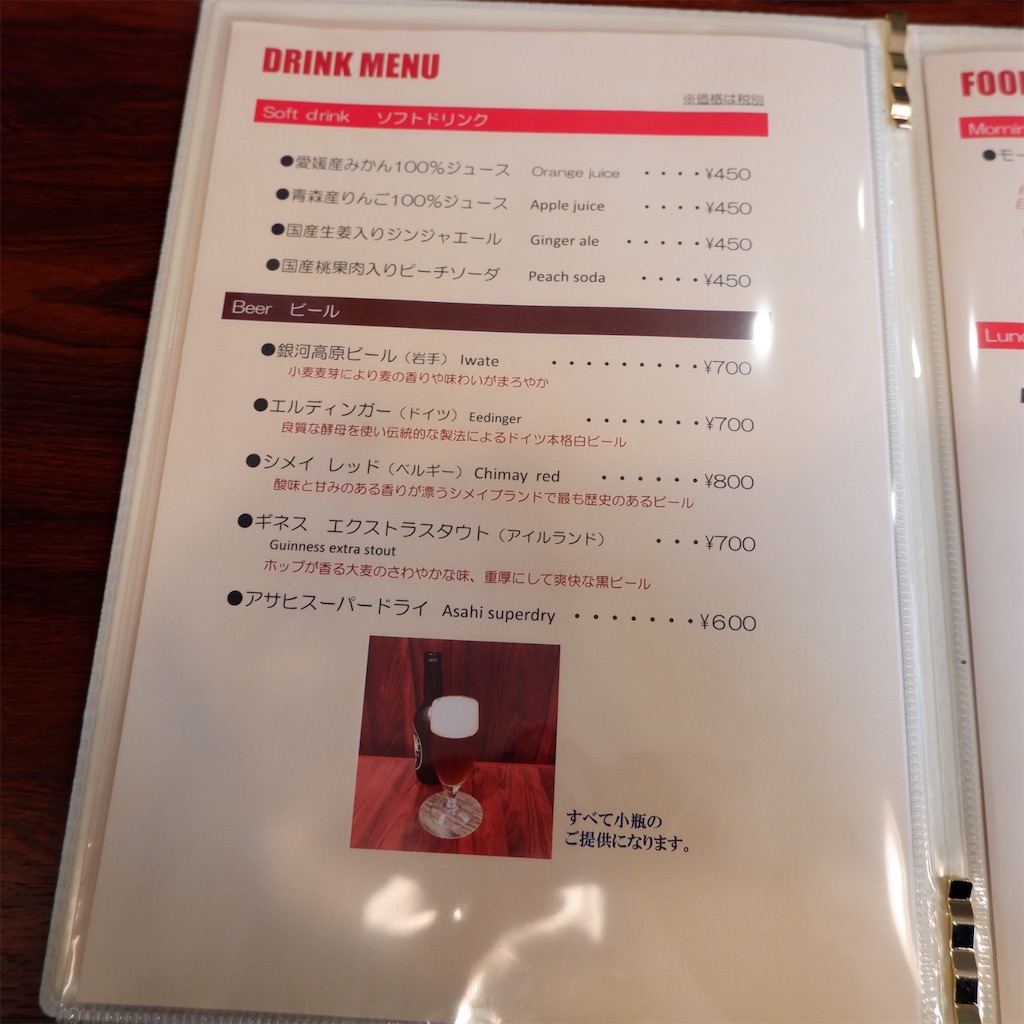 DRINK MENU
※価格は税別
Soft drink ソフトドリンク
●愛媛産みかん100%ジュース Orange juice ・・・・¥450
●青森産りんご100%ジュース Apple juice ・・・・¥450
●国産生姜入りジンジャエール Ginger ale ・・・・・¥450
●国産桃果肉入りピーチソーダ Peach soda ・・・・¥450
Beer ビール
●銀河高原ビール（岩手） Iwate ・・・・・・・・・¥700
小麦麦芽により麦の香りや味わいがまろやか
●エルディンガー（ドイツ） Eedinger ・・・・・・・¥700
良質な酵母を使い伝統的な製法によるドイツ本格白ビール
●シメイ レッド（ベルギー） Chimay red ・・・・・・¥800
酸味と甘みのある香りが漂うシメイブランドで最も歴史のあるビール
●ギネス エクストラスタウト（アイルランド） ・・・¥700
Guinness extra stout
ホップが香る大麦のさわやかな味、重厚にして爽快な黒ビール
●アサヒスーパードライ Asahi superdry ・・・・・・・¥600
すべて小瓶の
ご提供になります。
FOO
Mornin
●モー
Lun